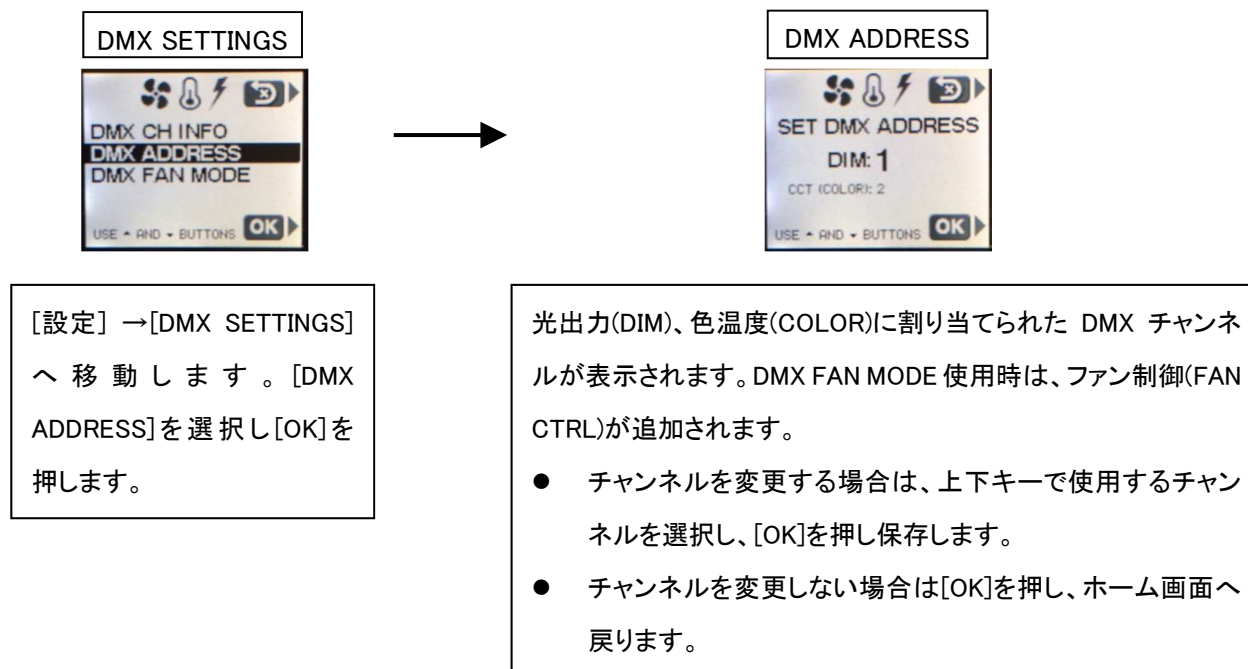 DMX SETTINGS
DMX CH INFO
DMX ADDRESS
DMX FAN MODE
USE AND BUTTONS OK
[設定] →[DMX SETTINGS]
へ移動します。[DMX
ADDRESS]を選択し[OK]を
押します。
DMX ADDRESS
SET DMX ADDRESS
DIM: 1
CCT (COLOR): 2
USE AND BUTTONS OK
光出力(DIM)、色温度(COLOR)に割り当てられた DMX チャンネ
ルが表示されます。DMX FAN MODE 使用時は、ファン制御(FAN
CTRL)が追加されます。
● チャンネルを変更する場合は、上下キーで使用するチャン
ネルを選択し、[OK]を押し保存します。
● チャンネルを変更しない場合は[OK]を押し、ホーム画面へ
戻ります。